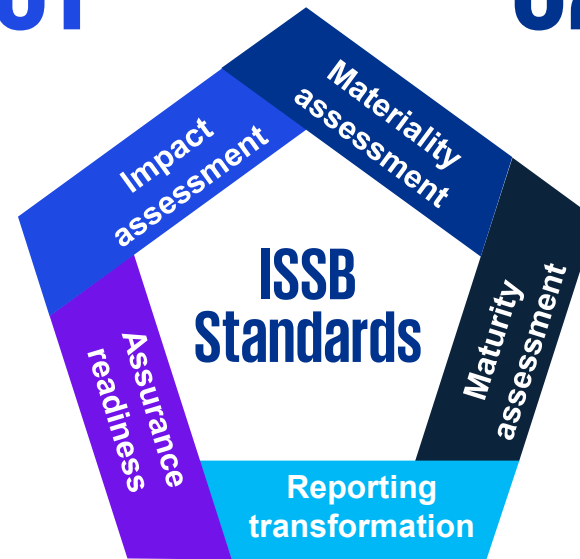 Impact
assessment
Materiality
assessment
ISSB
Standards
Maturity
assessment
Assurance
readiness
Reporting
transformation